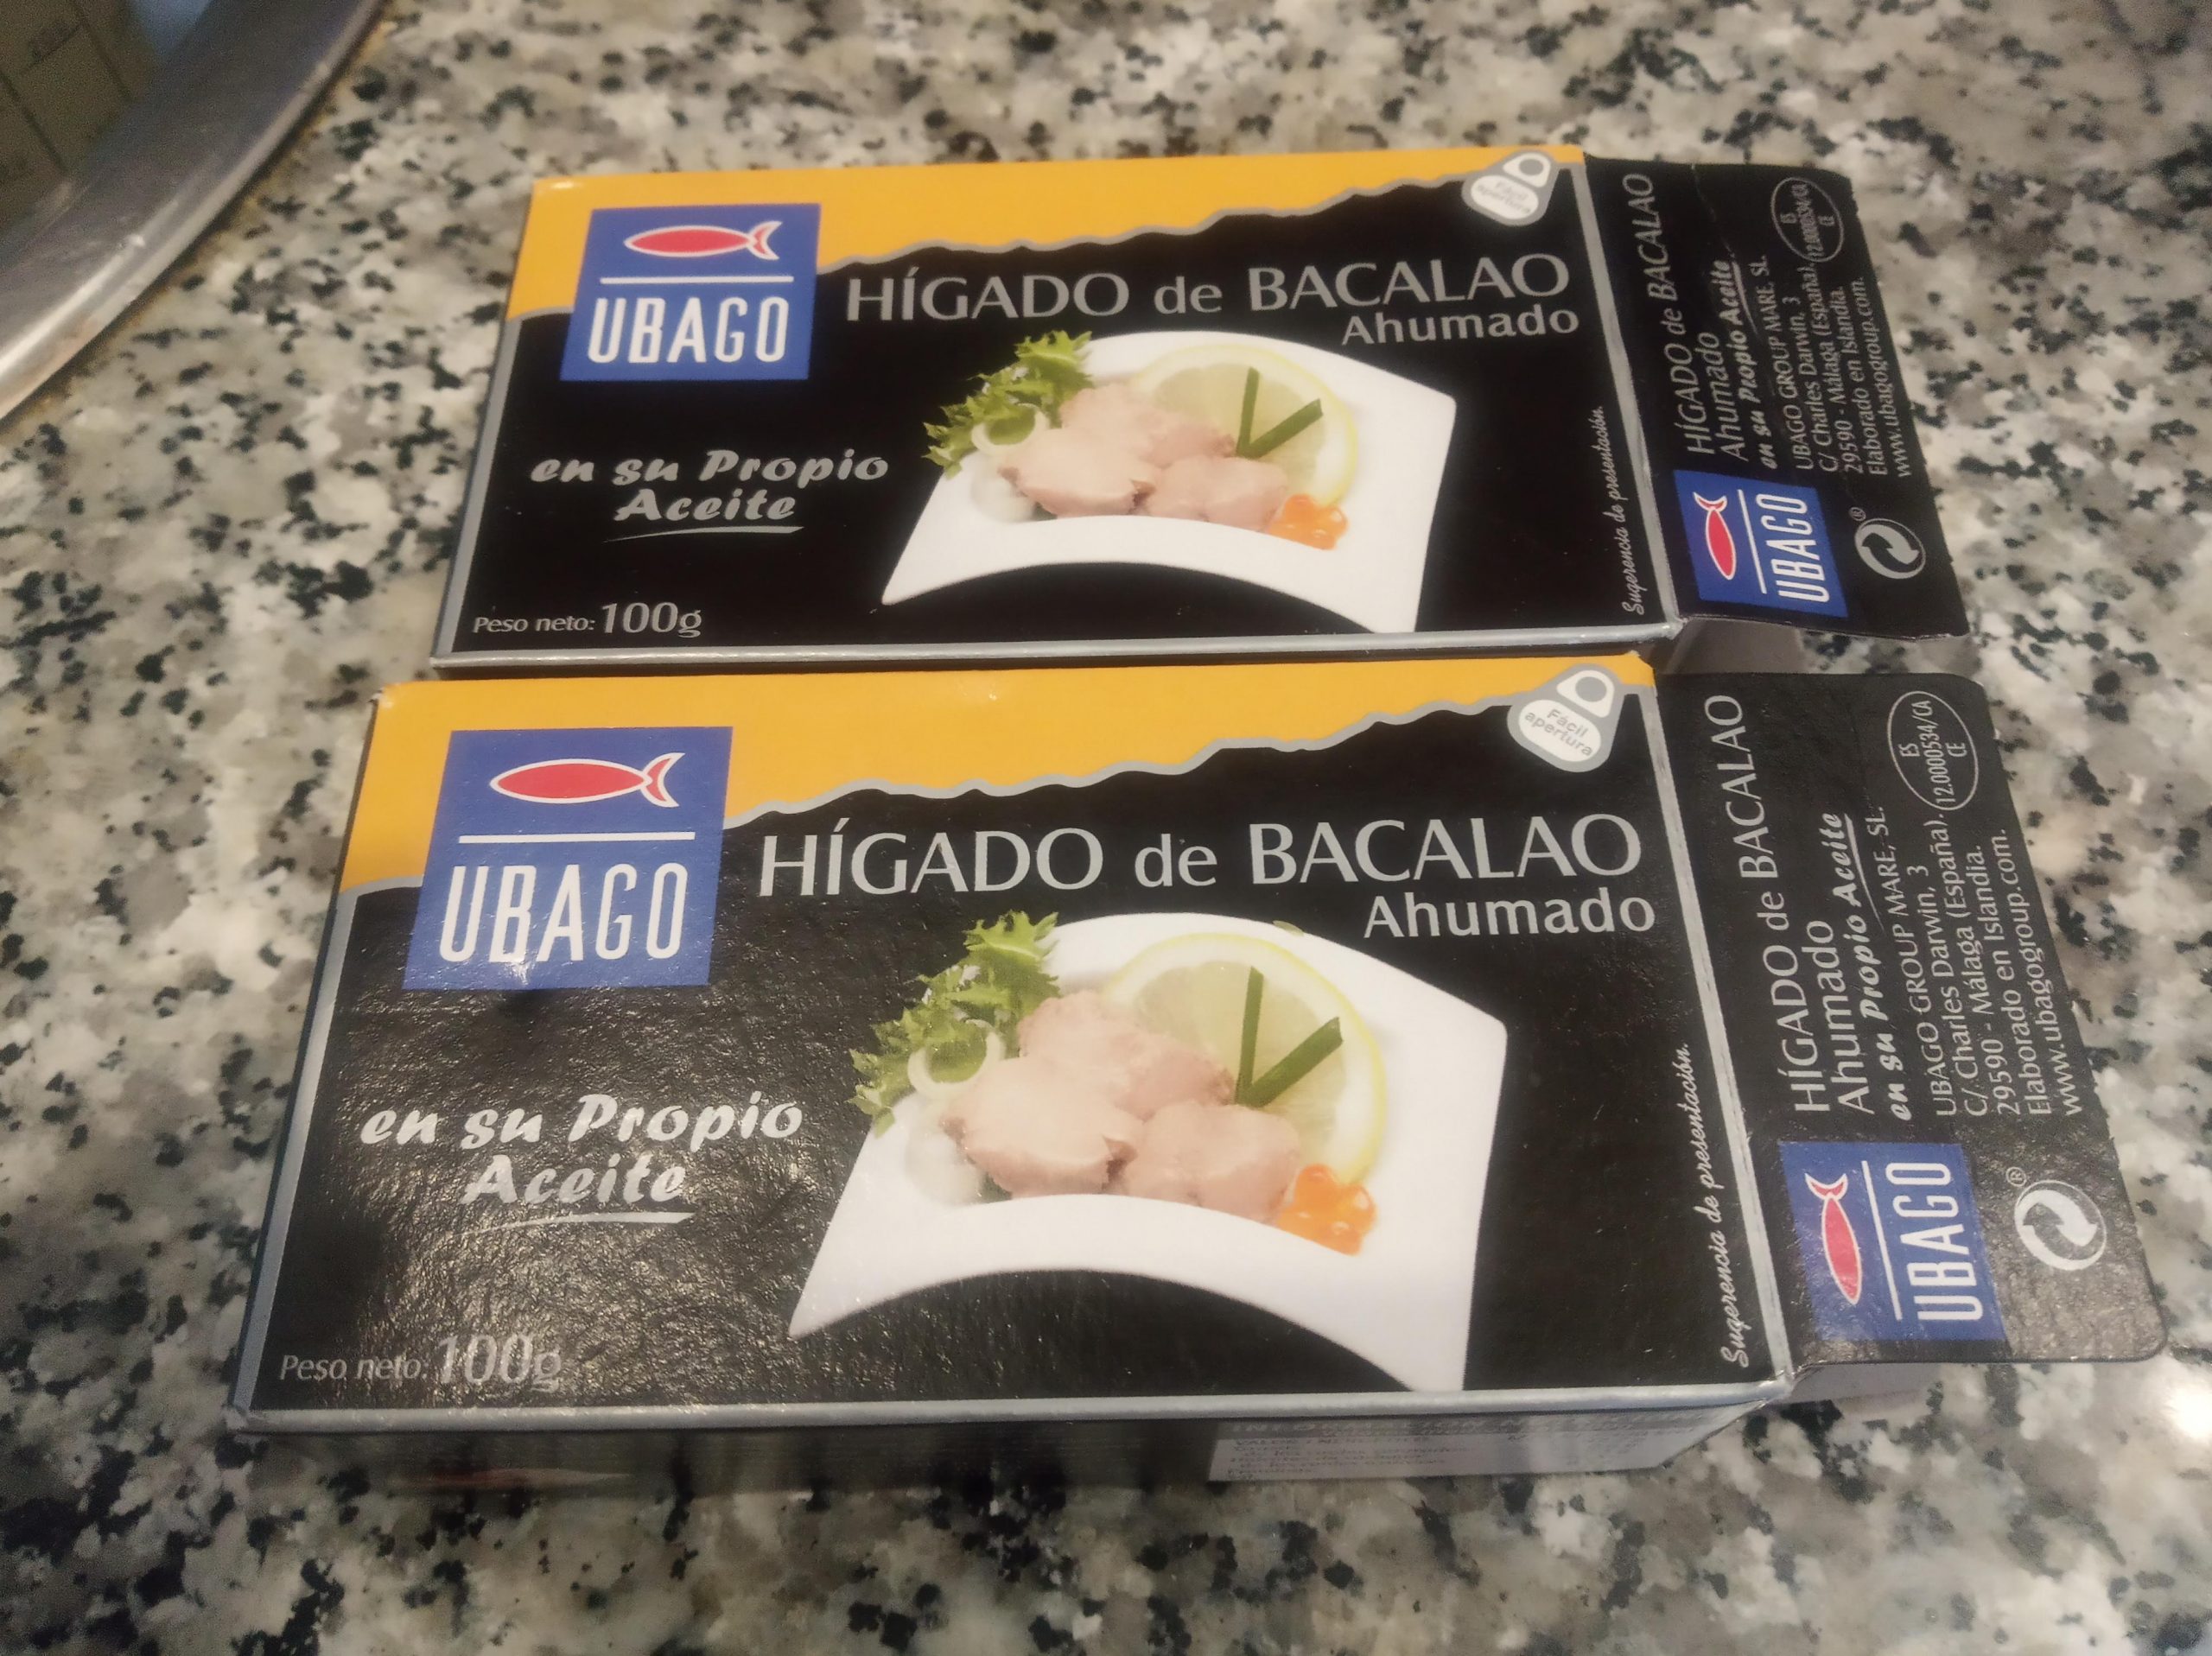 UBAGO
HÍGADO de BACALAO
Ahumado
Fácil
apertura
en su Propio
Aceite
Peso neto: 100g
Sugerencia de presentación.
HÍGADO de BACALAO
Ahumado
en su Propio Aceite
UBAGO GROUP MARE, SL.
C/ Charles Darwin, 3
29590 - Málaga (España).
Elaborado en Islandia.
www.ubagogroup.com.
ES
12.0000534/CA
CE
UBAGO
®
UBAGO
HÍGADO de BACALAO
Ahumado
Fácil
apertura
en su Propio
Aceite
Peso neto: 100g
Sugerencia de presentación.
HÍGADO de BACALAO
Ahumado
en su Propio Aceite
UBAGO GROUP MARE, SL.
C/ Charles Darwin, 3
29590 - Málaga (España).
Elaborado en Islandia.
www.ubagogroup.com.
ES
12.0000534/CA
CE
UBAGO
®